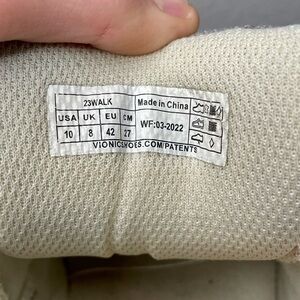 23WALK
Made in China
USA UK EU CM
10 8 42 27
WF:03-2022
VIONICSHOES.COM/PATENTS